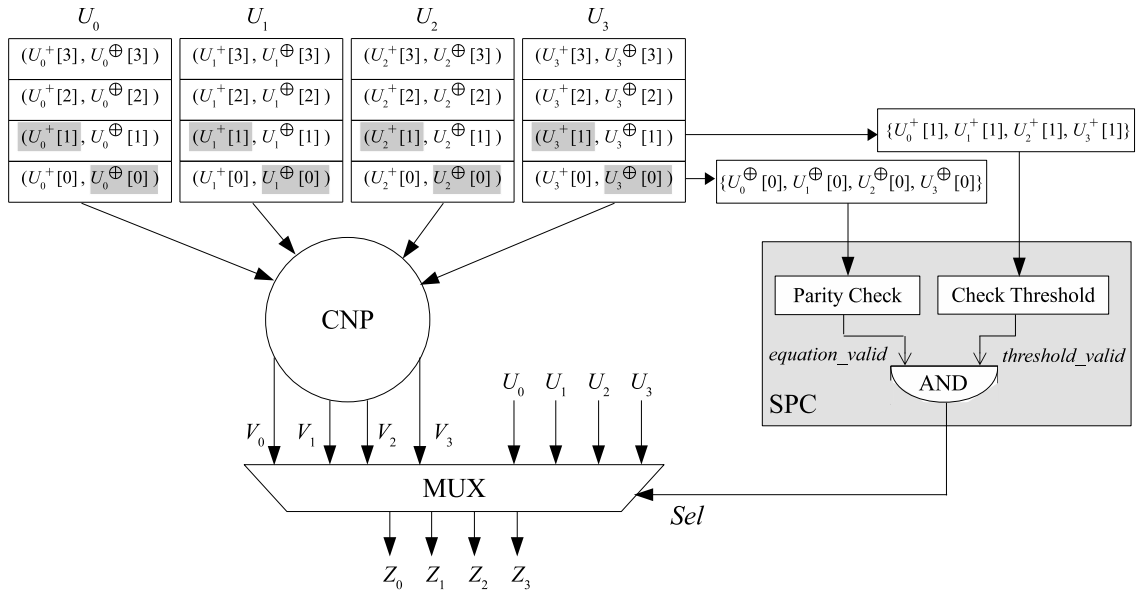 U₀ U₁ U₂ U₃
(U₀⁺[3], U₀⊕[3]) (U₁⁺[3], U₁⊕[3]) (U₂⁺[3], U₂⊕[3]) (U₃⁺[3], U₃⊕[3])
(U₀⁺[2], U₀⊕[2]) (U₁⁺[2], U₁⊕[2]) (U₂⁺[2], U₂⊕[2]) (U₃⁺[2], U₃⊕[2])
(U₀⁺[1], U₀⊕[1]) (U₁⁺[1], U₁⊕[1]) (U₂⁺[1], U₂⊕[1]) (U₃⁺[1], U₃⊕[1])
{U₀⁺[1], U₁⁺[1], U₂⁺[1], U₃⁺[1]}
(U₀⁺[0], U₀⊕[0]) (U₁⁺[0], U₁⊕[0]) (U₂⁺[0], U₂⊕[0]) (U₃⁺[0], U₃⊕[0])
{U₀⊕[0], U₁⊕[0], U₂⊕[0], U₃⊕[0]}
CNP
Parity Check Check Threshold
equation_valid threshold_valid
AND
SPC
U₀ U₁ U₂ U₃
V₀ V₁ V₂ V₃
MUX
Sel
Z₀ Z₁ Z₂ Z₃